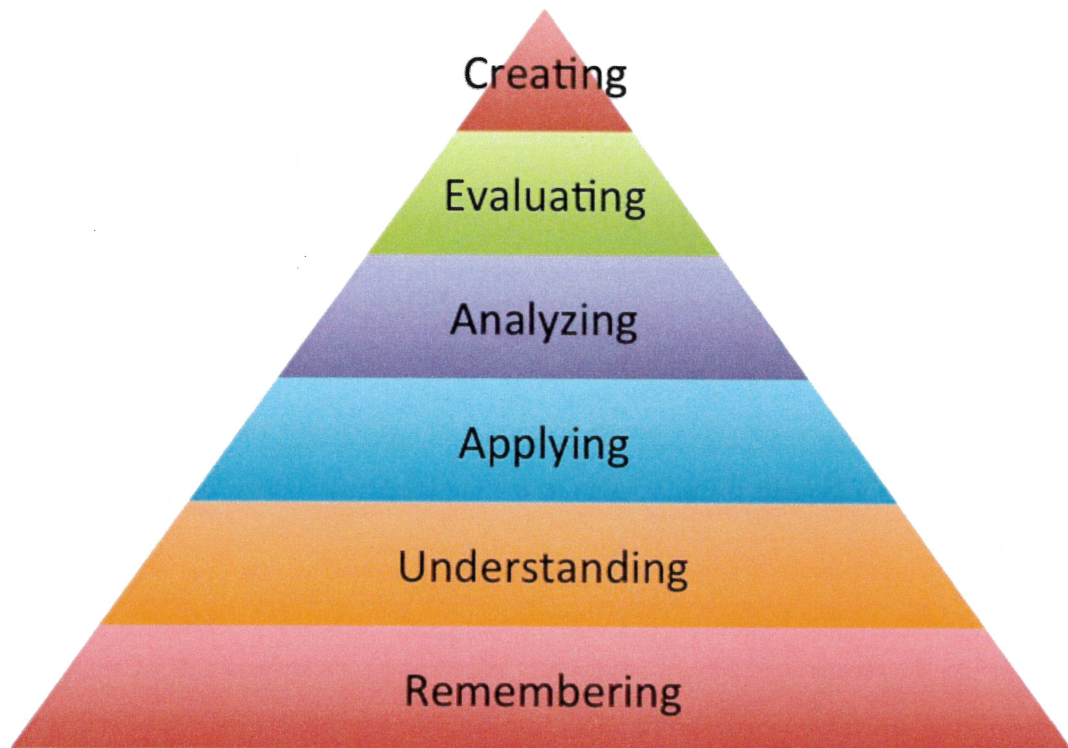 Creating
Evaluating
Analyzing
Applying
Understanding
Remembering